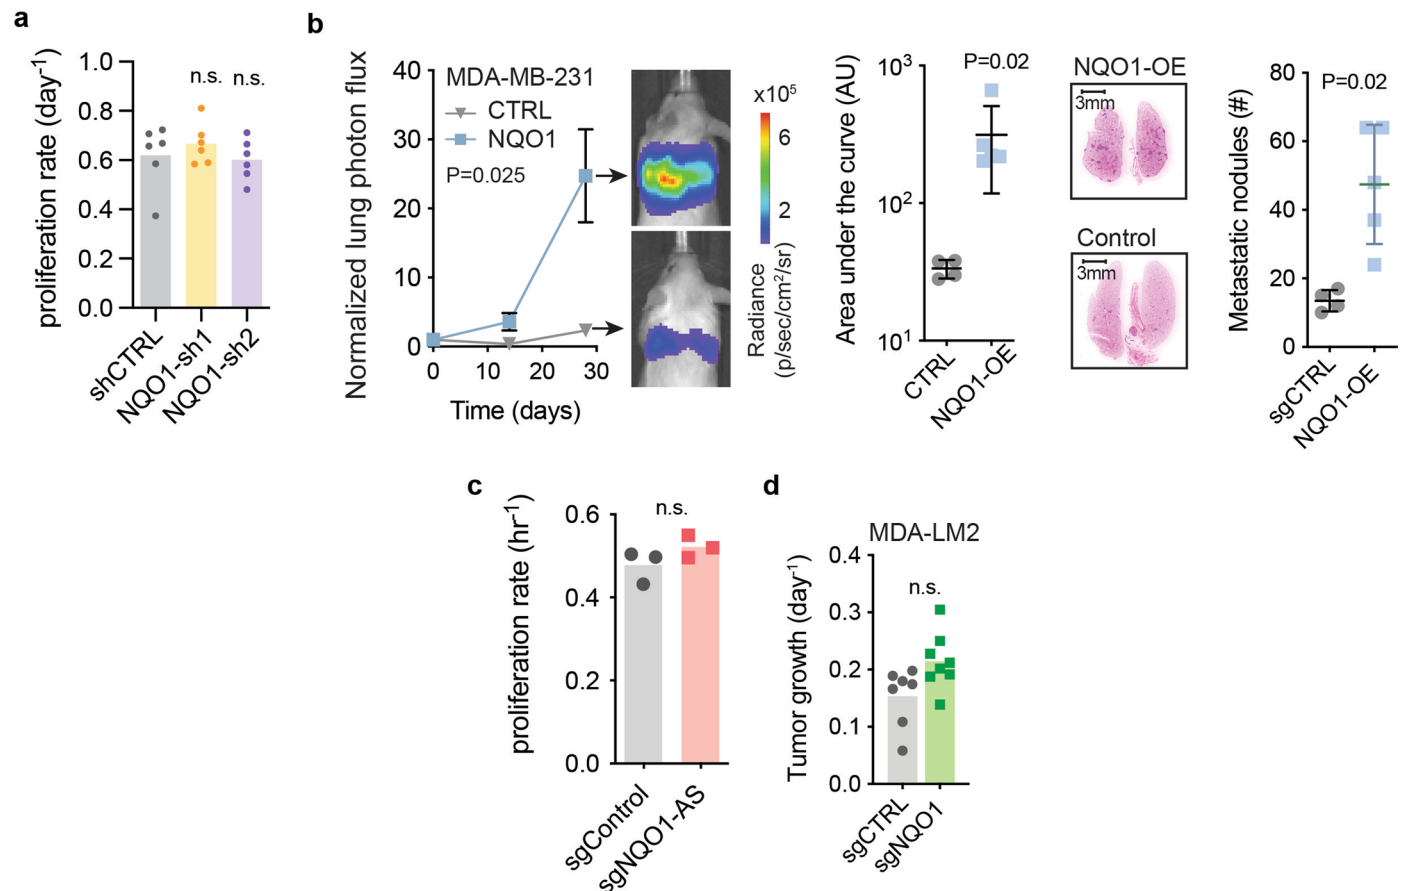 a
proliferation rate (day-1)
1.0
0.8
0.6
0.4
0.2
0.0
n.s.
n.s.
shCTRL
NQO1-sh1
NQO1-sh2
b
Normalized lung photon flux
40
30
20
10
0
MDA-MB-231
CTRL
NQO1
P=0.025
0 10 20 30
Time (days)
x10⁵
6
4
2
Radiance
(p/sec/cm²/sr)
Area under the curve (AU)
10³
10²
10¹
P=0.02
CTRL
NQO1-OE
NQO1-OE
3mm
Control
3mm
Metastatic nodules (#)
80
60
40
20
0
P=0.02
sgCTRL
NQO1-OE
c
proliferation rate (hr-1)
0.6
0.4
0.2
0.0
n.s.
sgControl
sgNQO1-AS
d
MDA-LM2
Tumor growth (day-1)
0.4
0.3
0.2
0.1
0.0
n.s.
sgCTRL
sgNQO1